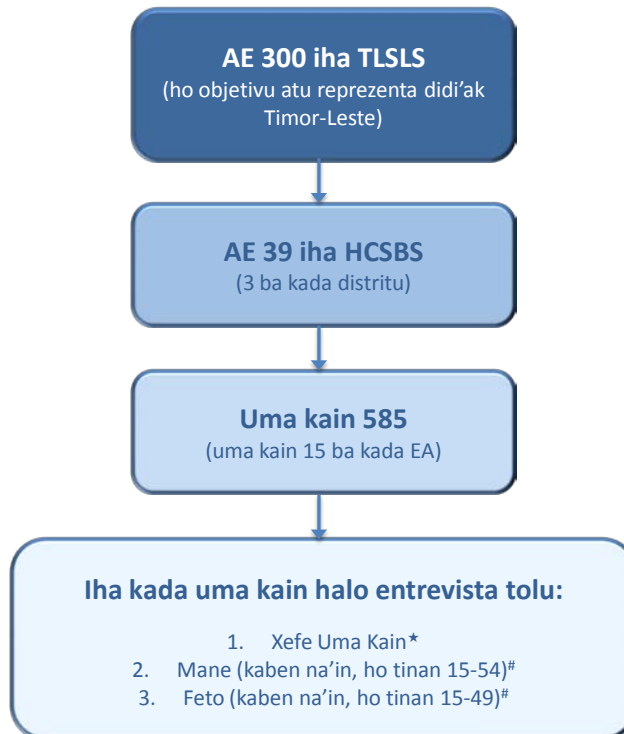 AE 300 iha TLSLS
(ho objetivu atu reprezenta didi’ak
Timor-Leste)
AE 39 iha HCSBS
(3 ba kada distritu)
Uma kain 585
(uma kain 15 ba kada EA)
Iha kada uma kain halo entrevista tolu:
1. Xefe Uma Kain★
2. Mane (kaben na’in, ho tinan 15-54)#
3. Feto (kaben na’in, ho tinan 15-49)#